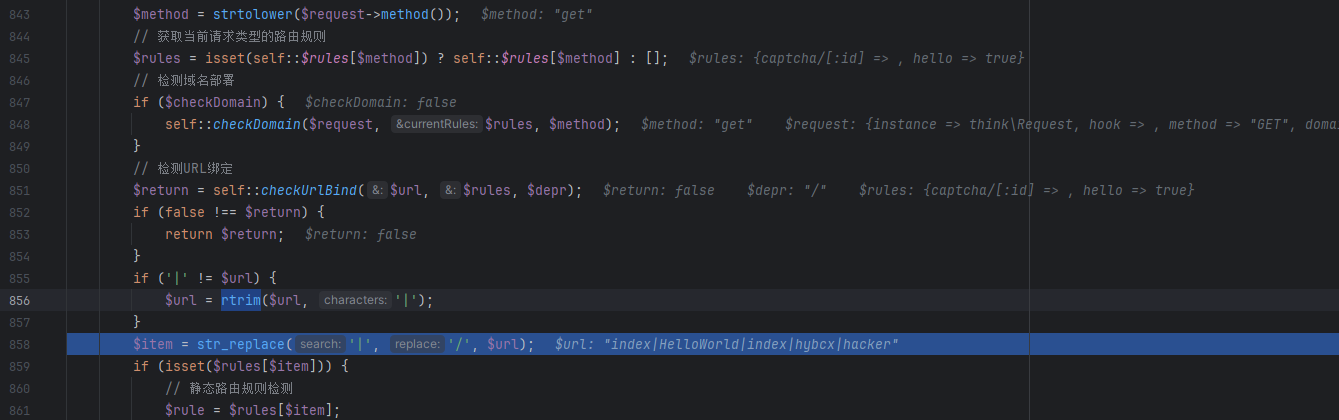 843 $method = strtolower($request->method()); $method: "get"
844 // 获取当前请求类型的路由规则
845 $rules = isset(self::$rules[$method]) ? self::$rules[$method] : []; $rules: {captcha/[:id] => , hello => true}
846 // 检测域名部署
847 if ($checkDomain) { $checkDomain: false
848 self::checkDomain($request, &currentRules: $rules, $method); $method: "get" $request: {instance => think\Request, hook => , method => "GET", domai
849 }
850 // 检测URL绑定
851 $return = self::checkUrlBind( &: $url, &: $rules, $depr); $return: false $depr: "/" $rules: {captcha/[:id] => , hello => true}
852 if (false !== $return) {
853 return $return; $return: false
854 }
855 if ('|' != $url) {
856 $url = rtrim($url, characters: '|');
857 }
858 $item = str_replace( search: '|', replace: '/', $url); $url: "index|HelloWorld|index|hybcx|hacker"
859 if (isset($rules[$item])) {
860 // 静态路由规则检测
861 $rule = $rules[$item];